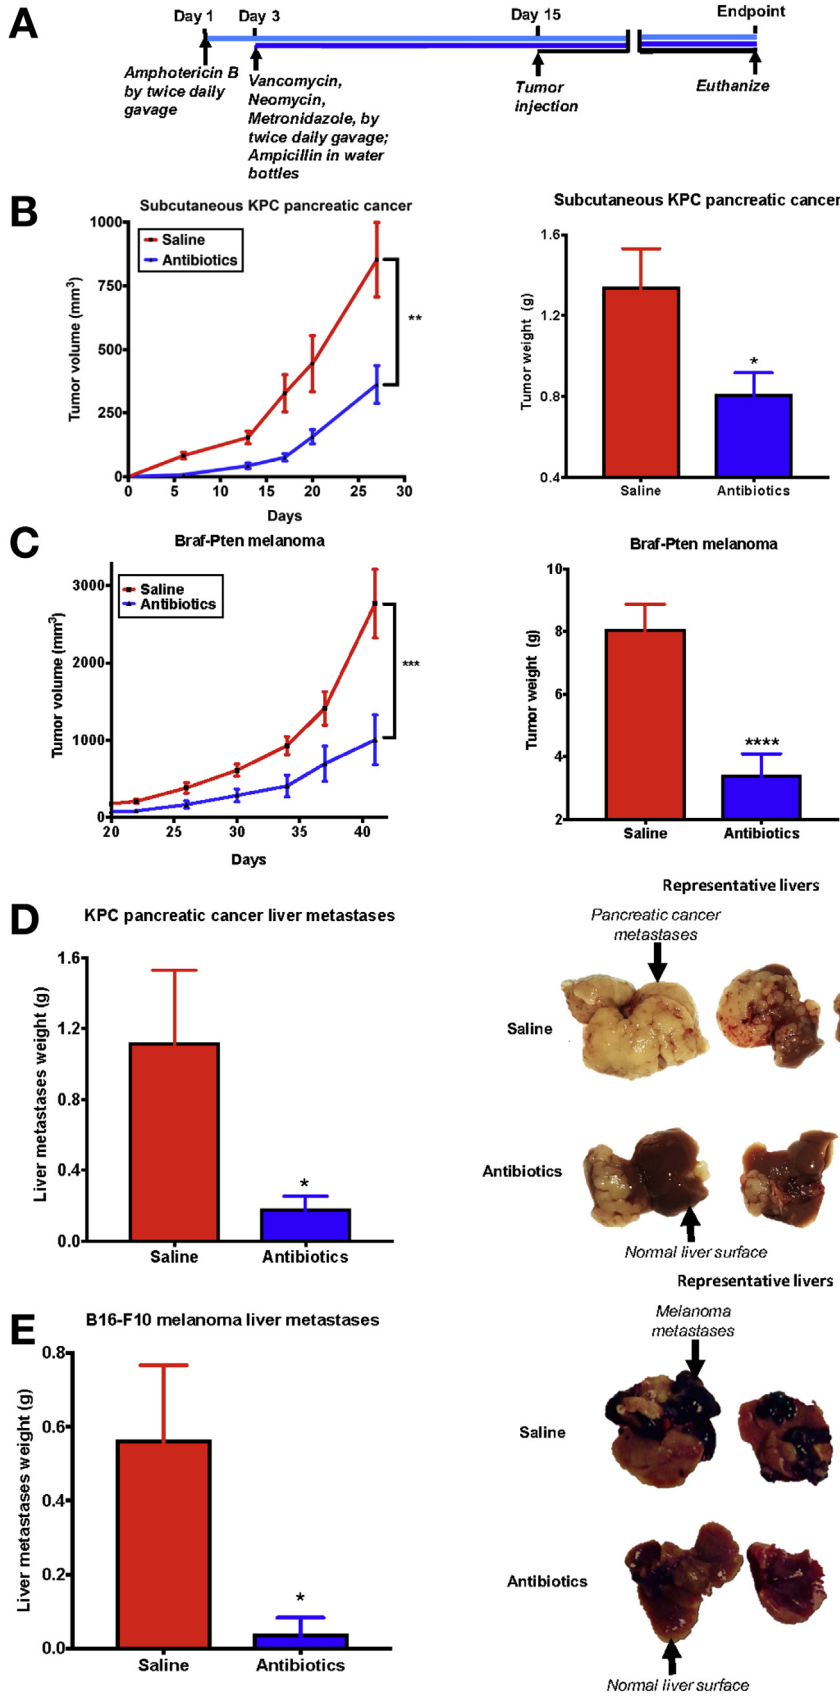 A
Day 1
Day 3
Day 15
Endpoint
Amphotericin B
by twice daily
gavage
Vancomycin,
Neomycin,
Metronidazole, by
twice daily gavage;
Ampicillin in water
bottles
Tumor
injection
Euthanize
B
Subcutaneous KPC pancreatic cancer
Saline
Antibiotics
Tumor volume (mm³)
1000
750
500
250
0
0 5 10 15 20 25 30
Days
**
Subcutaneous KPC pancreatic cancer
Tumor weight (g)
1.6
1.2
0.8
0.4
*
Saline Antibiotics
C
Braf-Pten melanoma
Saline
Antibiotics
Tumor volume (mm³)
3000
2000
1000
0
20 25 30 35 40
Days
***
Braf-Pten melanoma
Tumor weight (g)
10
8
6
4
2
****
Saline Antibiotics
D
KPC pancreatic cancer liver metastases
Liver metastases weight (g)
1.6
1.2
0.8
0.4
0.0
*
Saline Antibiotics
Representative livers
Pancreatic cancer
metastases
Saline
Antibiotics
Normal liver surface
E
B16-F10 melanoma liver metastases
Liver metastases weight (g)
0.8
0.6
0.4
0.2
0.0
*
Saline Antibiotics
Representative livers
Melanoma
metastases
Saline
Antibiotics
Normal liver surface